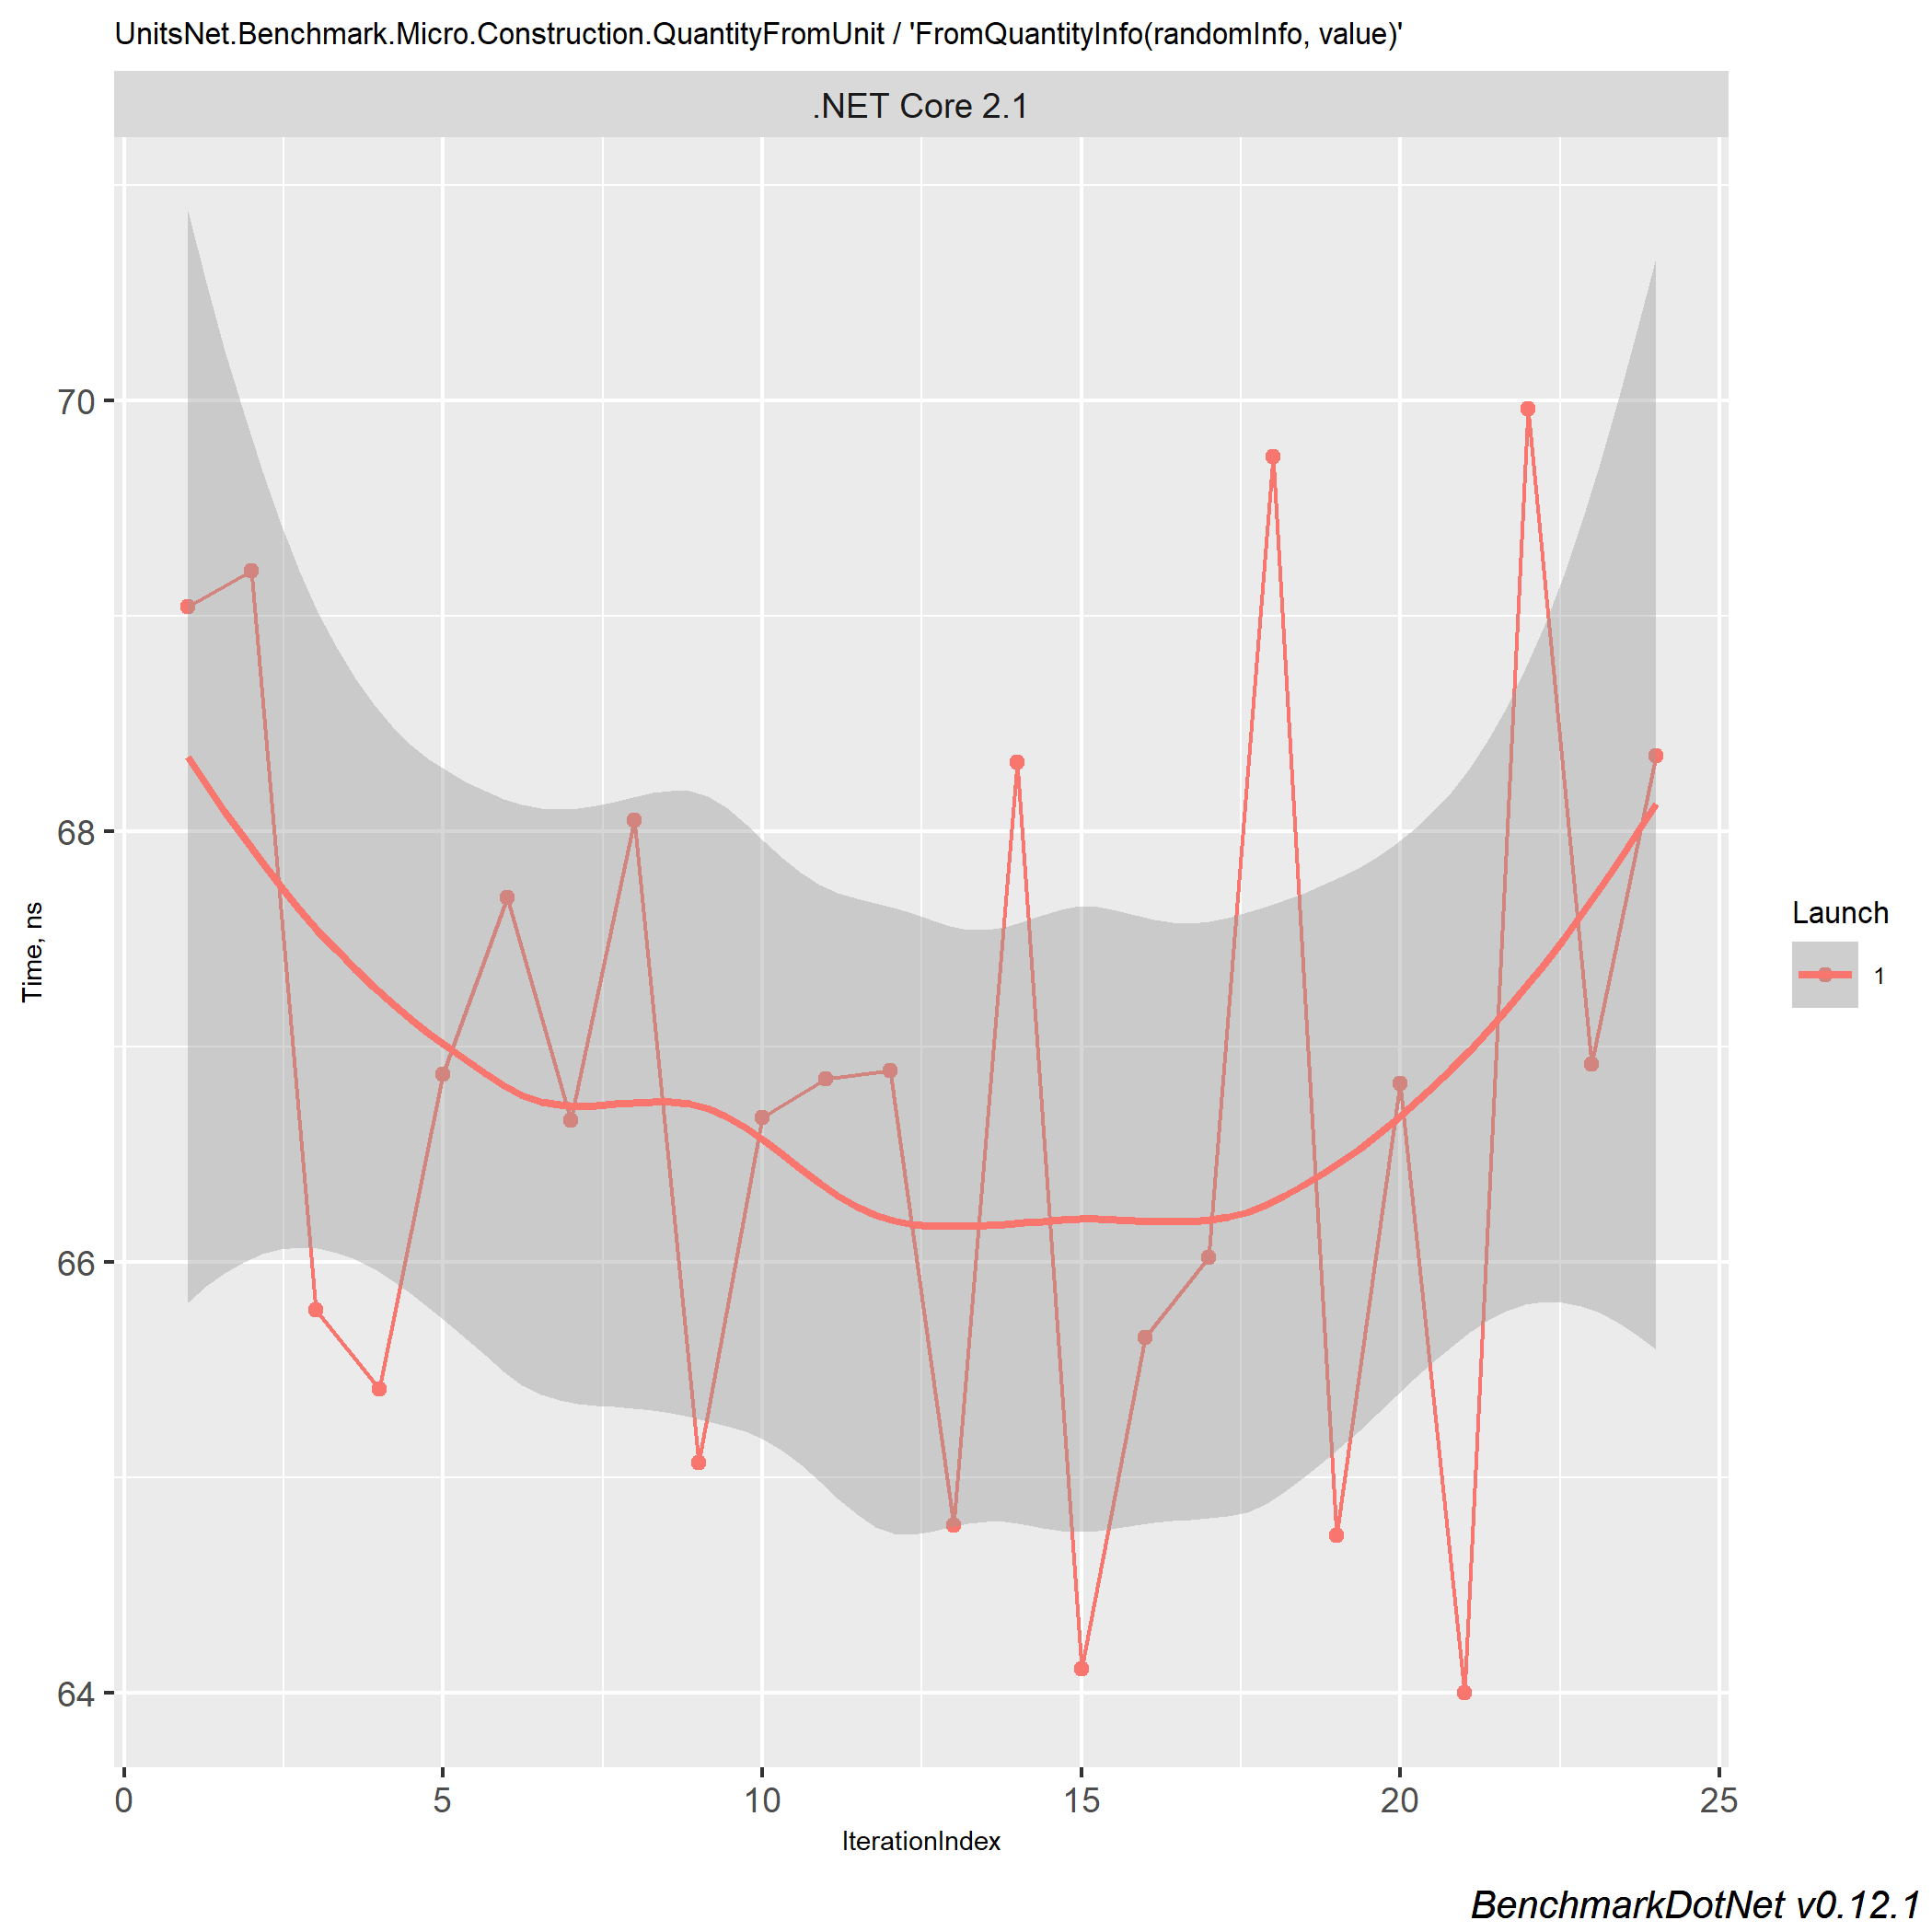 UnitsNet.Benchmark.Micro.Construction.QuantityFromUnit / 'FromQuantityInfo(randomInfo, value)'
.NET Core 2.1
70
68
66
64
Time, ns
0 5 10 15 20 25
IterationIndex
Launch
1
BenchmarkDotNet v0.12.1